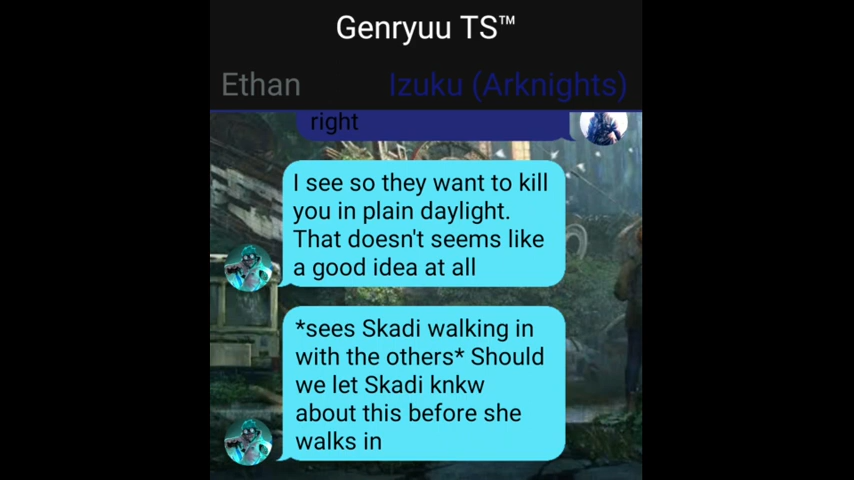 Genryuu TS™
Ethan Izuku (Arknights)
right
I see so they want to kill
you in plain daylight.
That doesn't seems like
a good idea at all
*sees Skadi walking in
with the others* Should
we let Skadi knkw
about this before she
walks in